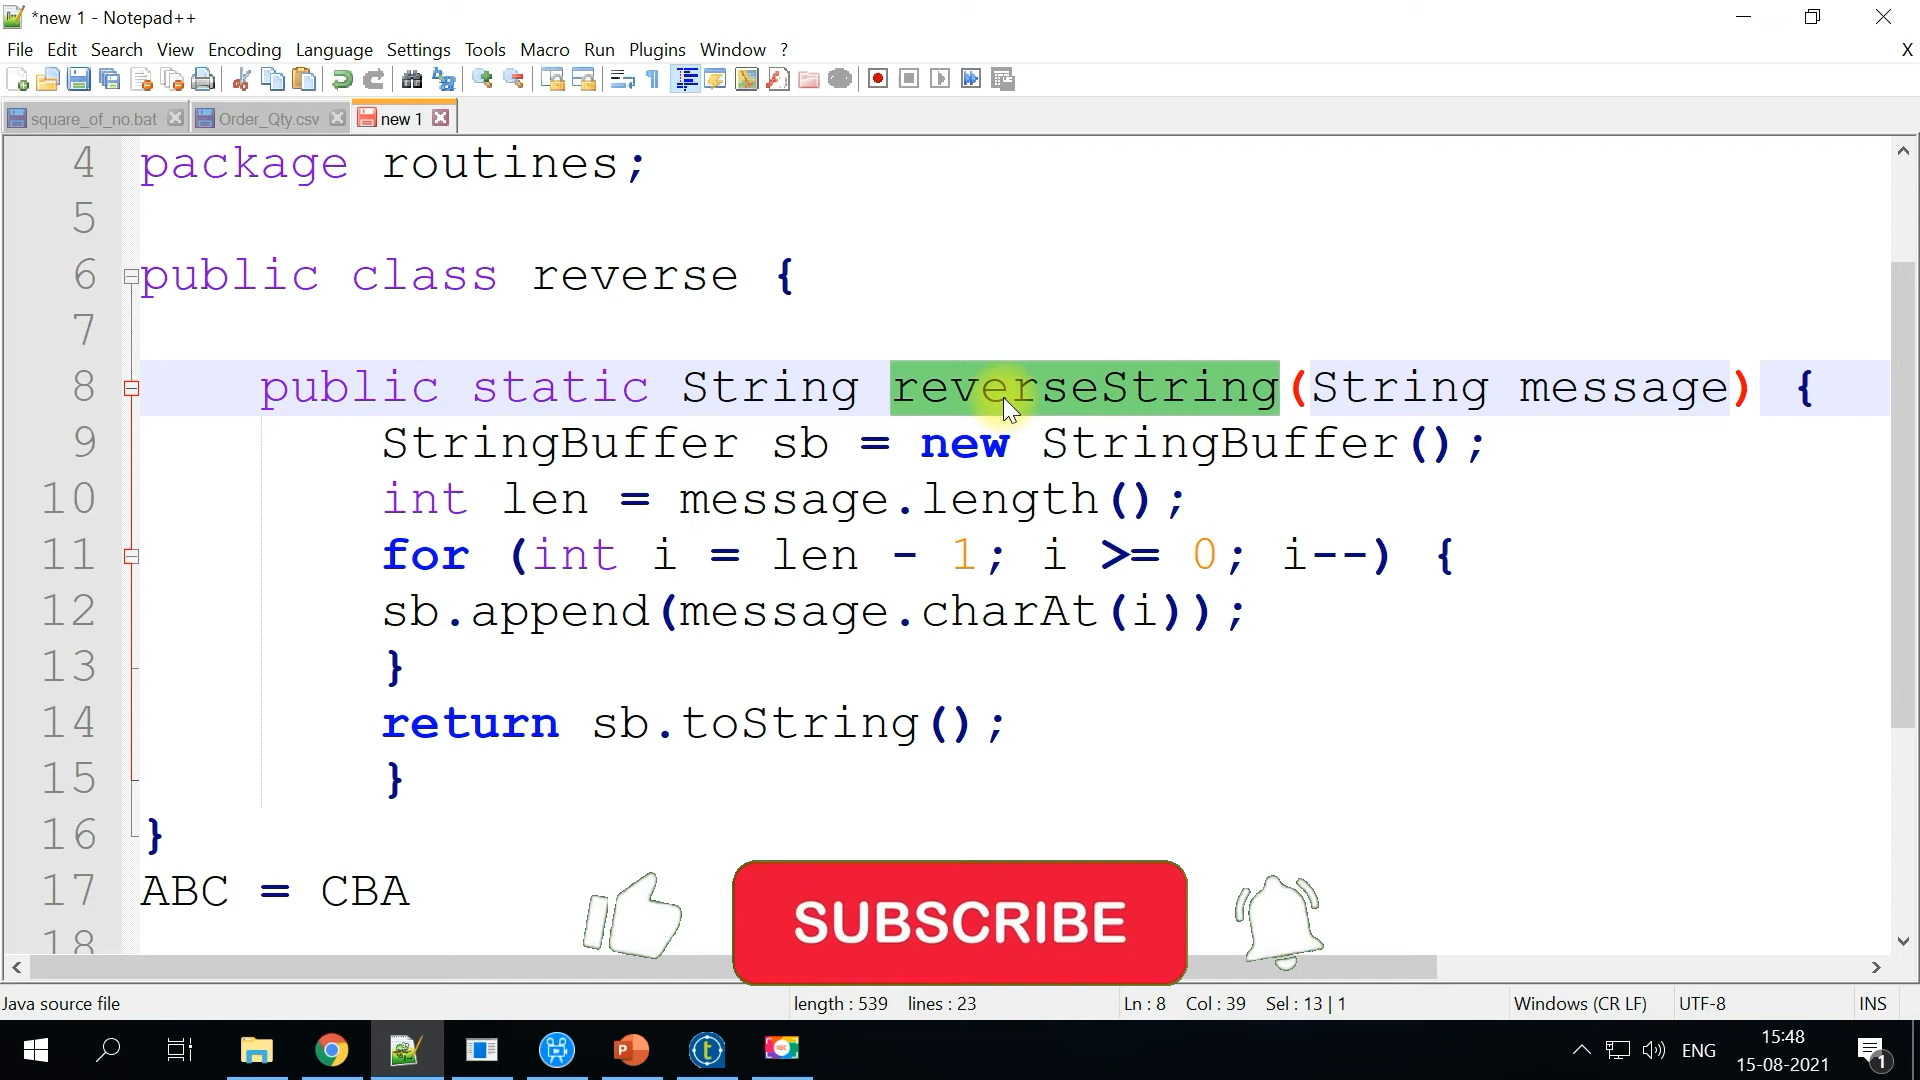 *new 1 - Notepad++
File Edit Search View Encoding Language Settings Tools Macro Run Plugins Window ? X
square_of_no.bat Order_Qty.csv new 1
4 package routines;
5
6 public class reverse {
7
8 public static String reverseString(String message) {
9 StringBuffer sb = new StringBuffer();
10 int len = message.length();
11 for (int i = len - 1; i >= 0; i--) {
12 sb.append(message.charAt(i));
13 }
14 return sb.toString();
15 }
16 }
17 ABC = CBA
18
SUBSCRIBE
Java source file length : 539 lines : 23 Ln : 8 Col : 39 Sel : 13 | 1 Windows (CR LF) UTF-8 INS
ENG 15:48
15-08-2021
1